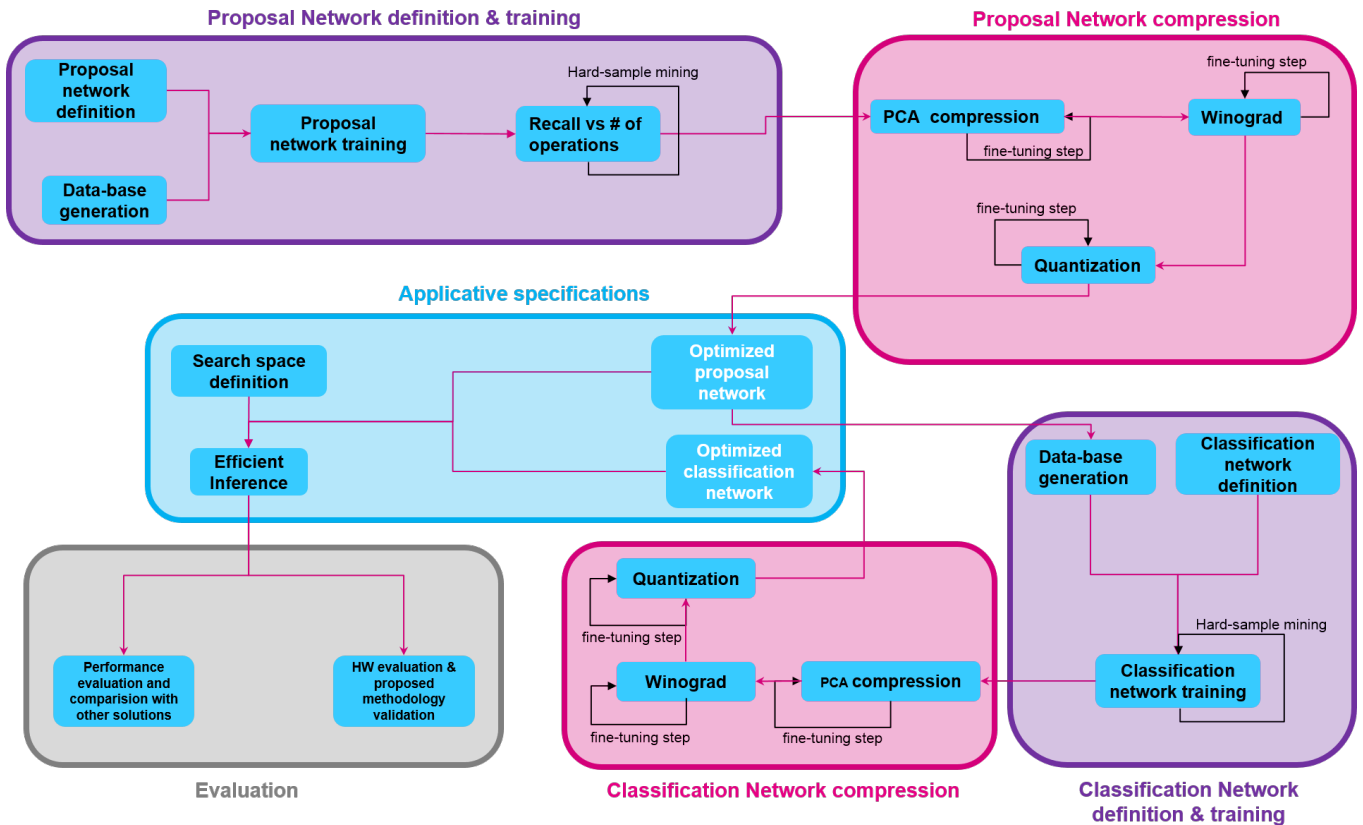 Proposal Network definition & training
Proposal
network
definition
Data-base
generation
Proposal
network training
Hard-sample mining
Recall vs # of
operations
Proposal Network compression
PCA compression
fine-tuning step
fine-tuning step
Winograd
fine-tuning step
Quantization
Applicative specifications
Search space
definition
Efficient
Inference
Optimized
proposal
network
Optimized
classification
network
Data-base
generation
Classification
network
definition
Hard-sample mining
Classification
network training
Classification Network
definition & training
Quantization
fine-tuning step
Winograd
fine-tuning step
PCA compression
fine-tuning step
Classification Network compression
Performance
evaluation and
comparision with
other solutions
HW evaluation &
proposed
methodology
validation
Evaluation